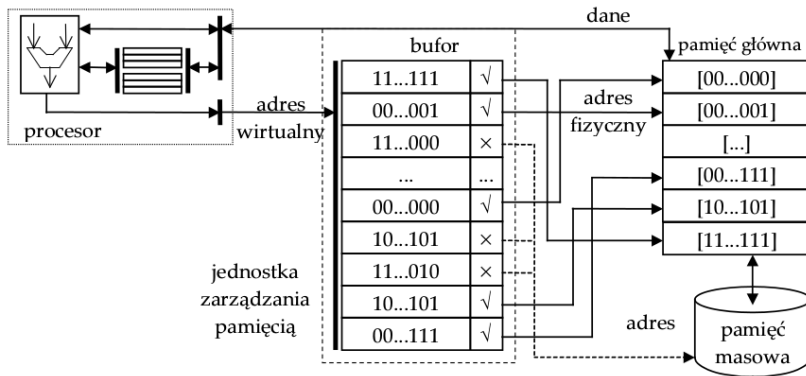 dane
bufor
pamięć główna
procesor
adres
wirtualny
11...111 √
00...001 √
11...000 ×
... ...
00...000 √
10...101 ×
11...010 ×
10...101 √
00...111 √
adres
fizyczny
[00...000]
[00...001]
[...]
[00...111]
[10...101]
[11...111]
jednostka
zarządzania
pamięcią
adres
pamięć
masowa